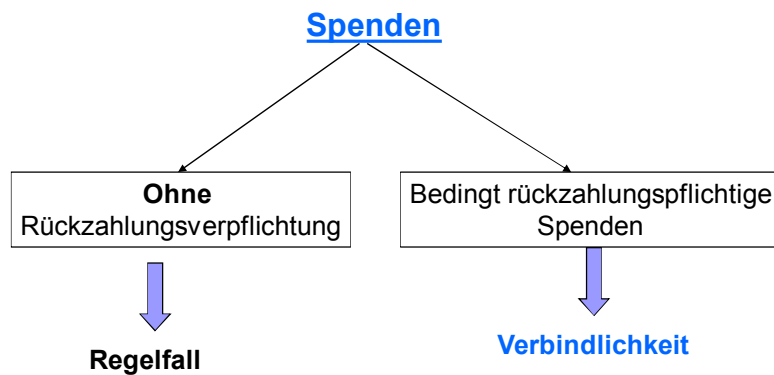 Spenden
Ohne
Rückzahlungsverpflichtung
Bedingt rückzahlungspflichtige
Spenden
Regelfall
Verbindlichkeit